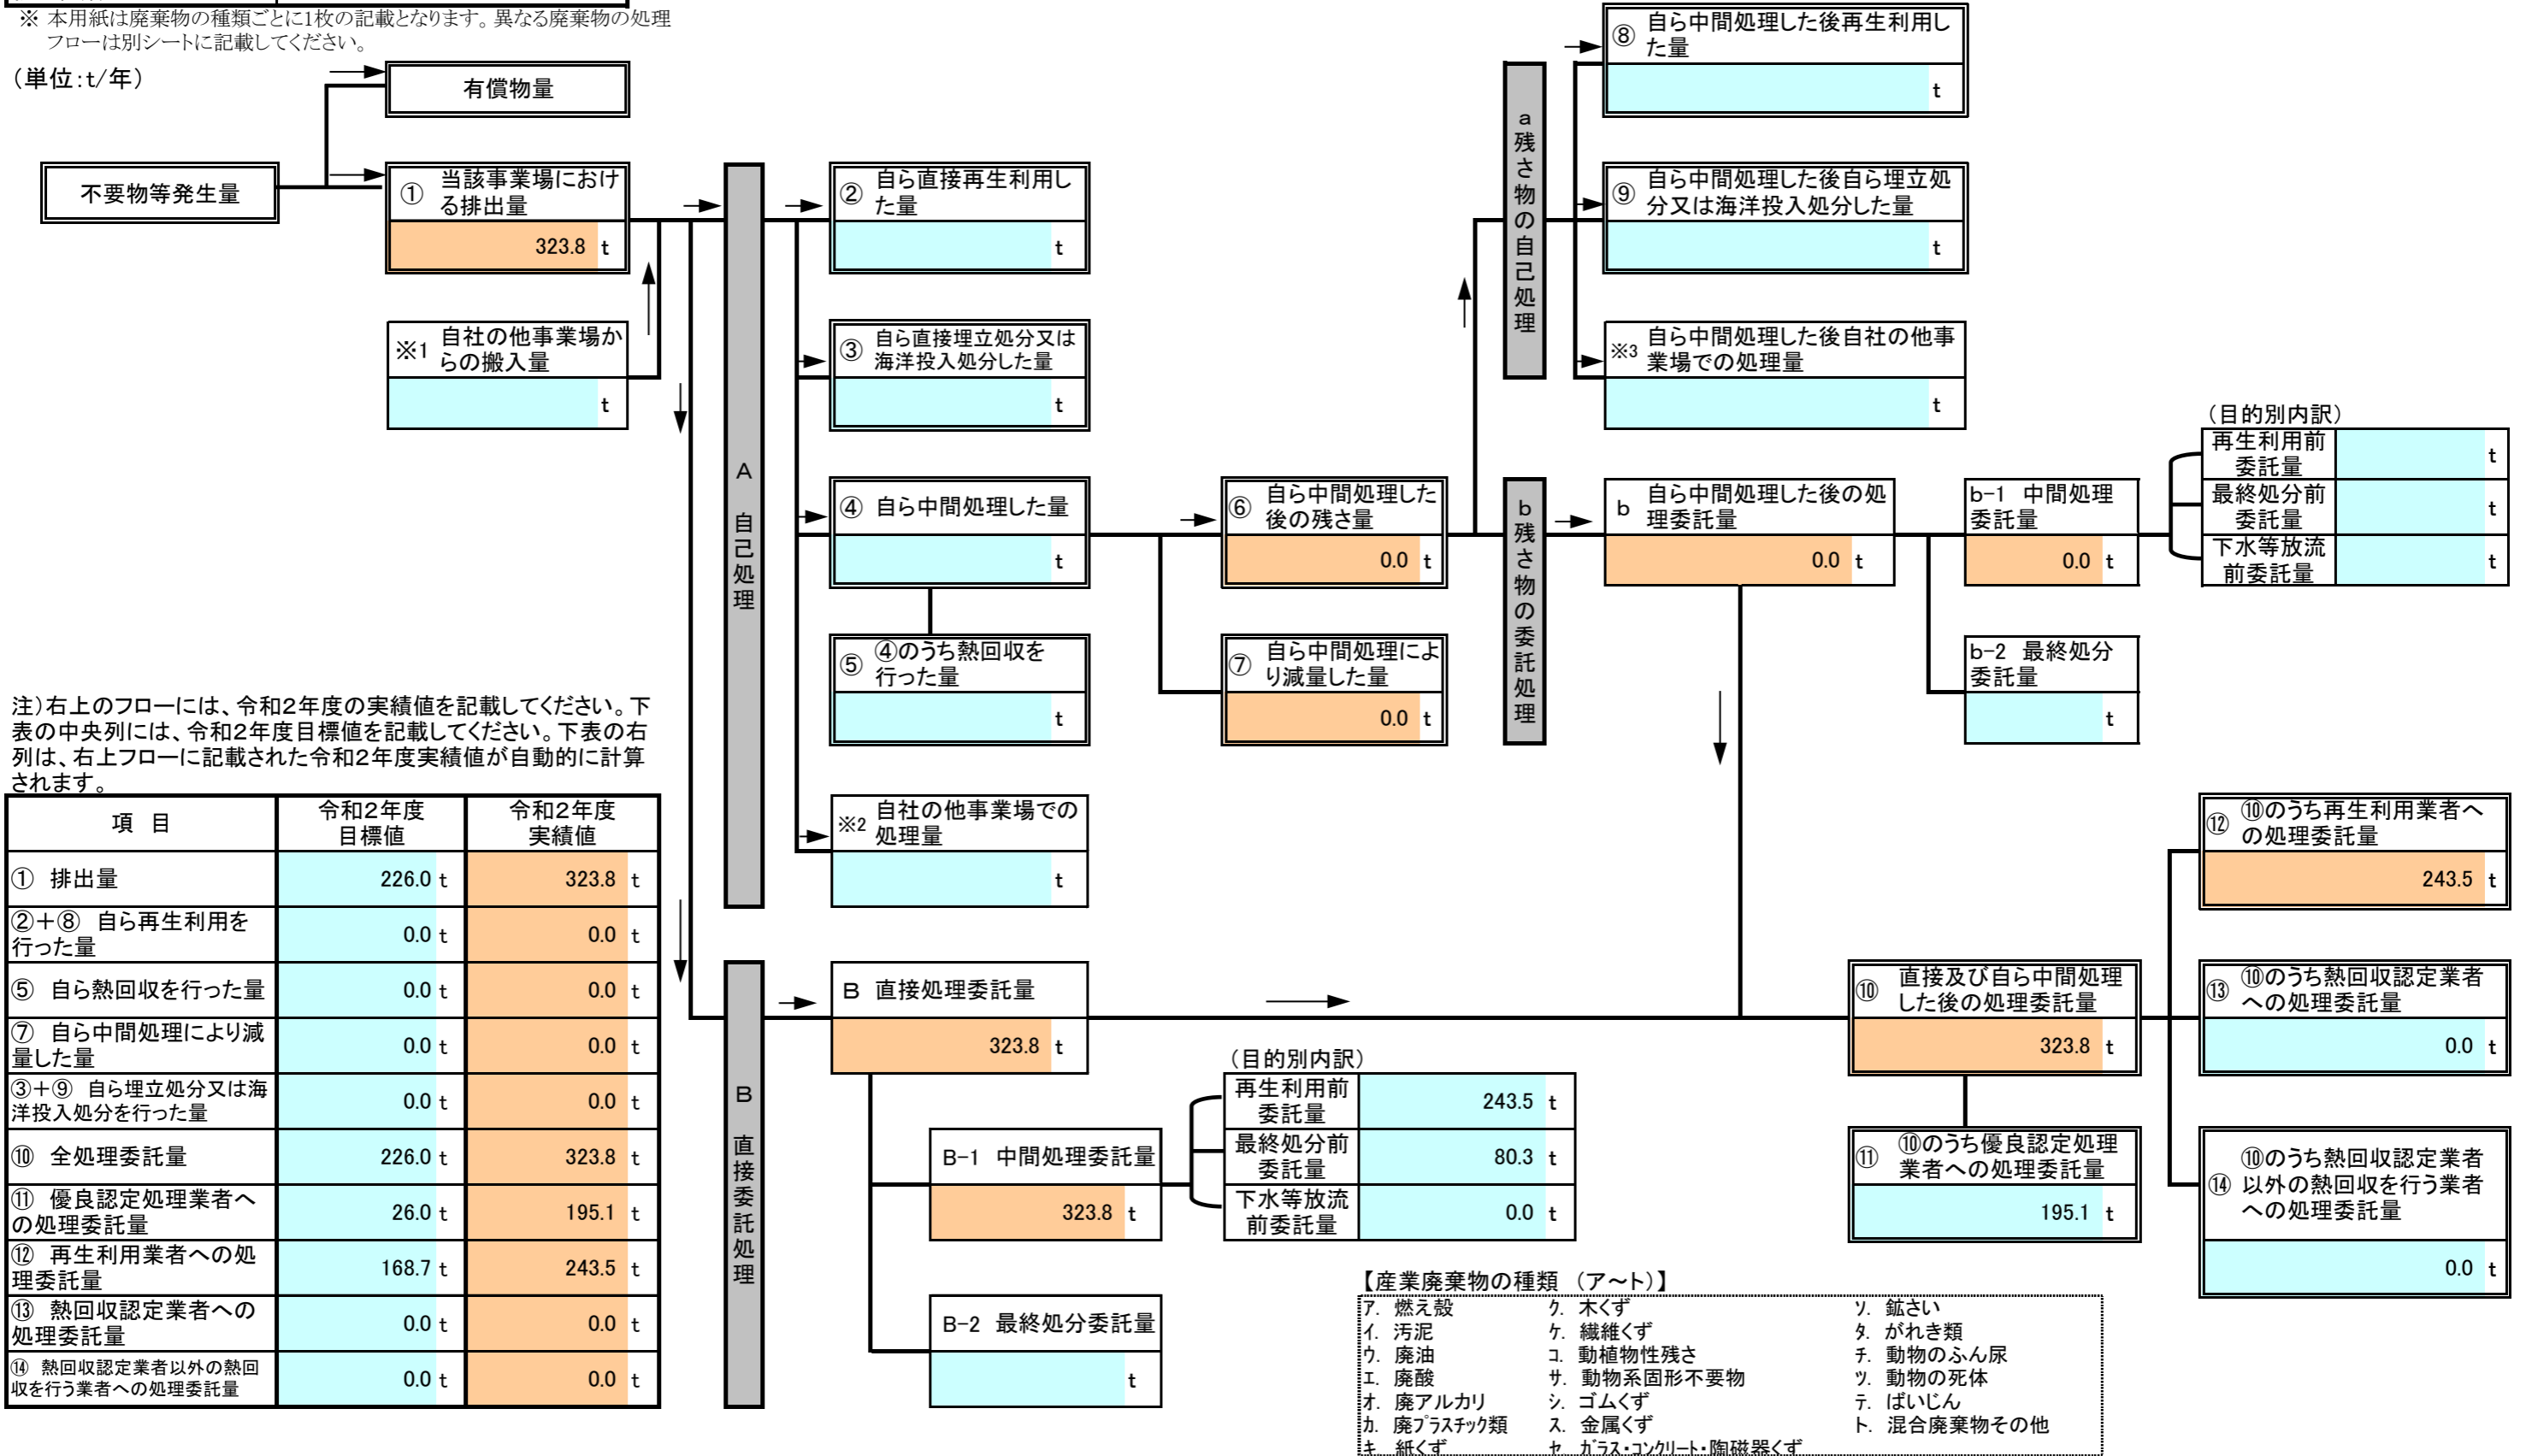 ※ 本用紙は廃棄物の種類ごとに1枚の記載となります。異なる廃棄物の処理
フローは別シートに記載してください。
（単位：t/年）
有償物量
不要物等発生量
① 当該事業場におけ
る排出量
323.8 t
※1 自社の他事業場か
らの搬入量
t
A 自己処理
② 自ら直接再生利用し
た量
t
③ 自ら直接埋立処分又は
海洋投入処分した量
t
④ 自ら中間処理した量
t
⑤ ④のうち熱回収を
行った量
t
※2 自社の他事業場での
処理量
t
⑥ 自ら中間処理した
後の残さ量
0.0 t
⑦ 自ら中間処理によ
り減量した量
0.0 t
a残さ物の自己処理
⑧ 自ら中間処理した後再生利用し
た量
t
⑨ 自ら中間処理した後自ら埋立処
分又は海洋投入処分した量
t
※3 自ら中間処理した後自社の他事
業場での処理量
t
b残さ物の委託処理
b 自ら中間処理した後の処
理委託量
0.0 t
b-1 中間処理
委託量
0.0 t
（目的別内訳）
再生利用前
委託量
t
最終処分前
委託量
t
下水等放流
前委託量
t
b-2 最終処分
委託量
t
注）右上のフローには、令和２年度の実績値を記載してください。下
表の中央列には、令和２年度目標値を記載してください。下表の右
列は、右上フローに記載された令和２年度実績値が自動的に計算
されます。
項 目 令和２年度
目標値 令和２年度
実績値
① 排出量 226.0 t 323.8 t
②＋⑧ 自ら再生利用を
行った量 0.0 t 0.0 t
⑤ 自ら熱回収を行った量 0.0 t 0.0 t
⑦ 自ら中間処理により減
量した量 0.0 t 0.0 t
③＋⑨ 自ら埋立処分又は海
洋投入処分を行った量 0.0 t 0.0 t
⑩ 全処理委託量 226.0 t 323.8 t
⑪ 優良認定処理業者へ
の処理委託量 26.0 t 195.1 t
⑫ 再生利用業者への処
理委託量 168.7 t 243.5 t
⑬ 熱回収認定業者への
処理委託量 0.0 t 0.0 t
⑭ 熱回収認定業者以外の熱回
収を行う業者への処理委託量 0.0 t 0.0 t
B 直接委託処理
B 直接処理委託量
323.8 t
B-1 中間処理委託量
323.8 t
（目的別内訳）
再生利用前
委託量
243.5 t
最終処分前
委託量
80.3 t
下水等放流
前委託量
0.0 t
B-2 最終処分委託量
t
⑩ 直接及び自ら中間処理
した後の処理委託量
323.8 t
⑪ ⑩のうち優良認定処理
業者への処理委託量
195.1 t
⑫ ⑩のうち再生利用業者へ
の処理委託量
243.5 t
⑬ ⑩のうち熱回収認定業者
への処理委託量
0.0 t
⑭ ⑩のうち熱回収認定業者
以外の熱回収を行う業者
への処理委託量
0.0 t
【産業廃棄物の種類 （ア～ト）】
ア. 燃え殻 ク. 木くず ソ. 鉱さい
イ. 汚泥 ケ. 繊維くず タ. がれき類
ウ. 廃油 コ. 動植物性残さ チ. 動物のふん尿
エ. 廃酸 サ. 動物系固形不要物 ツ. 動物の死体
オ. 廃アルカリ シ. ゴムくず テ. ばいじん
カ. 廃プラスチック類 ス. 金属くず ト. 混合廃棄物その他
キ. 紙くず セ. ガラス・コンクリート・陶磁器くず